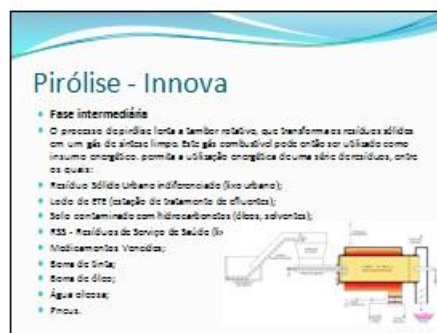 Pirólise - Innova
Fase intermediária
O processo de pirólise lenta a tambor rotativo, que transforma os resíduos sólidos
em um gás de síntese limpo. Este gás combustível pode então ser utilizado como
insumo energético. permite a utilização energética de uma série de resíduos, entre
os quais:
Resíduo Sólido Urbano indiferenciado (lixo urbano);
Lodo de ETE (estação de tratamento de efluentes);
Solo contaminado com hidrocarbonetos (óleos, solventes);
RSS - Resíduos de Serviço de Saúde (li
Medicamentos Vencidos;
Borra de tinta;
Borra de óleo;
Água oleosa;
Pneus.